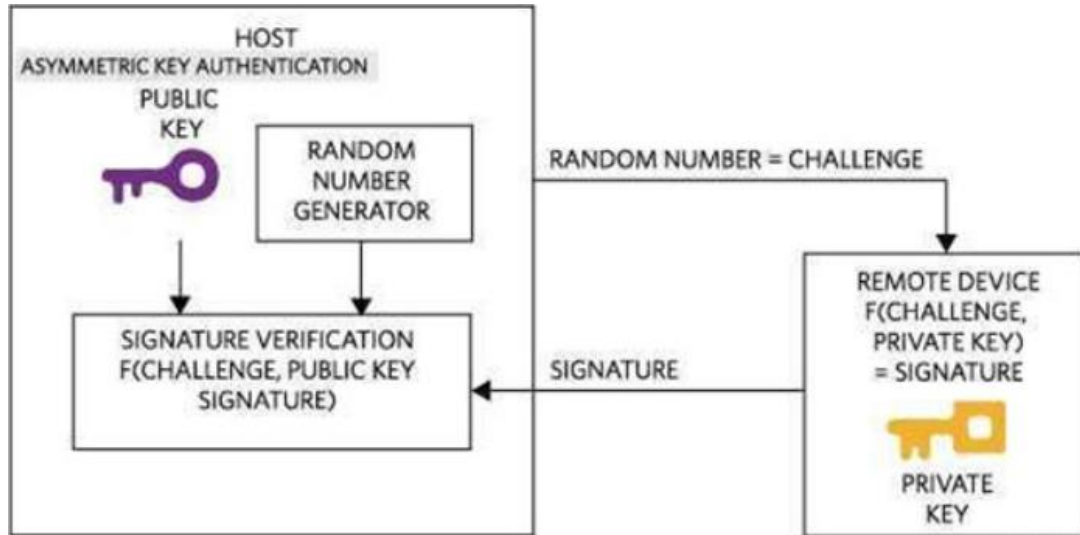 HOST
ASYMMETRIC KEY AUTHENTICATION
PUBLIC
KEY
RANDOM
NUMBER
GENERATOR
RANDOM NUMBER = CHALLENGE
SIGNATURE VERIFICATION
F(CHALLENGE, PUBLIC KEY
SIGNATURE)
SIGNATURE
REMOTE DEVICE
F(CHALLENGE,
PRIVATE KEY)
= SIGNATURE
PRIVATE
KEY